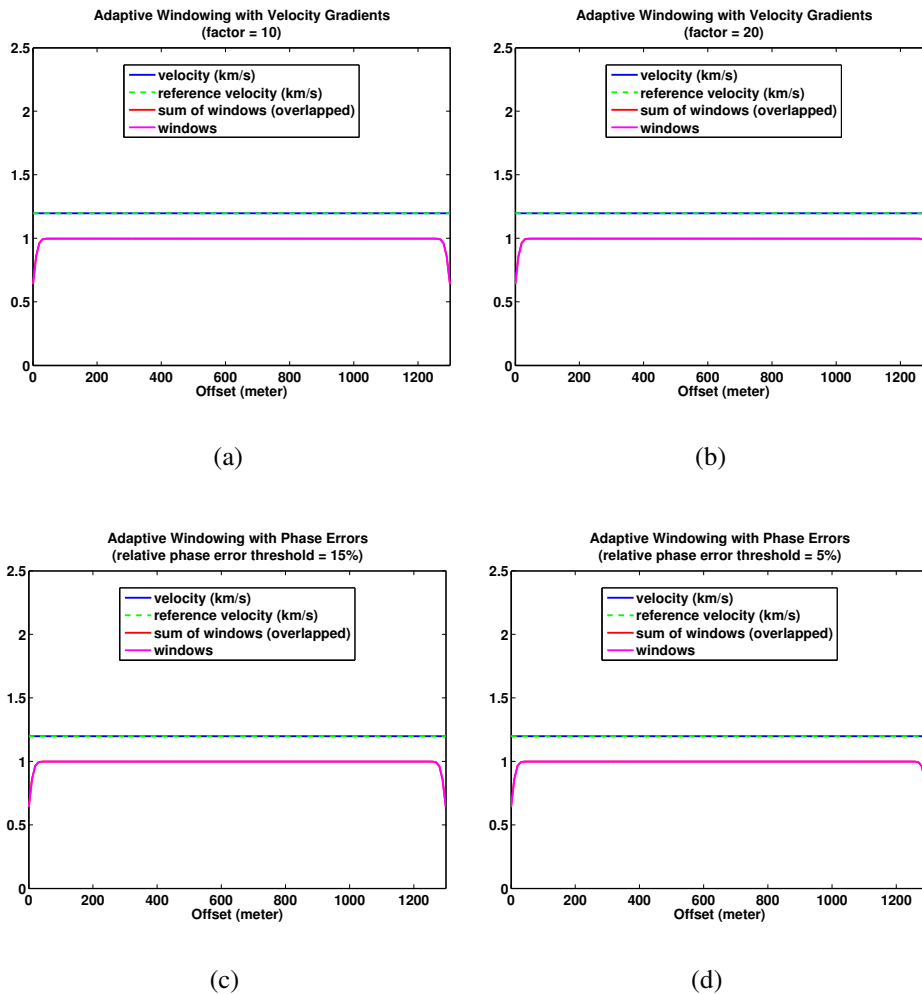 Adaptive Windowing with Velocity Gradients
(factor = 10)
2.5
2
1.5
1
0.5
0
velocity (km/s)
reference velocity (km/s)
sum of windows (overlapped)
windows
0 200 400 600 800 1000 1200
Offset (meter)
(a)
Adaptive Windowing with Velocity Gradients
(factor = 20)
2.5
2
1.5
1
0.5
0
velocity (km/s)
reference velocity (km/s)
sum of windows (overlapped)
windows
0 200 400 600 800 1000 1200
Offset (meter)
(b)
Adaptive Windowing with Phase Errors
(relative phase error threshold = 15%)
2.5
2
1.5
1
0.5
0
velocity (km/s)
reference velocity (km/s)
sum of windows (overlapped)
windows
0 200 400 600 800 1000 1200
Offset (meter)
(c)
Adaptive Windowing with Phase Errors
(relative phase error threshold = 5%)
2.5
2
1.5
1
0.5
0
velocity (km/s)
reference velocity (km/s)
sum of windows (overlapped)
windows
0 200 400 600 800 1000 1200
Offset (meter)
(d)